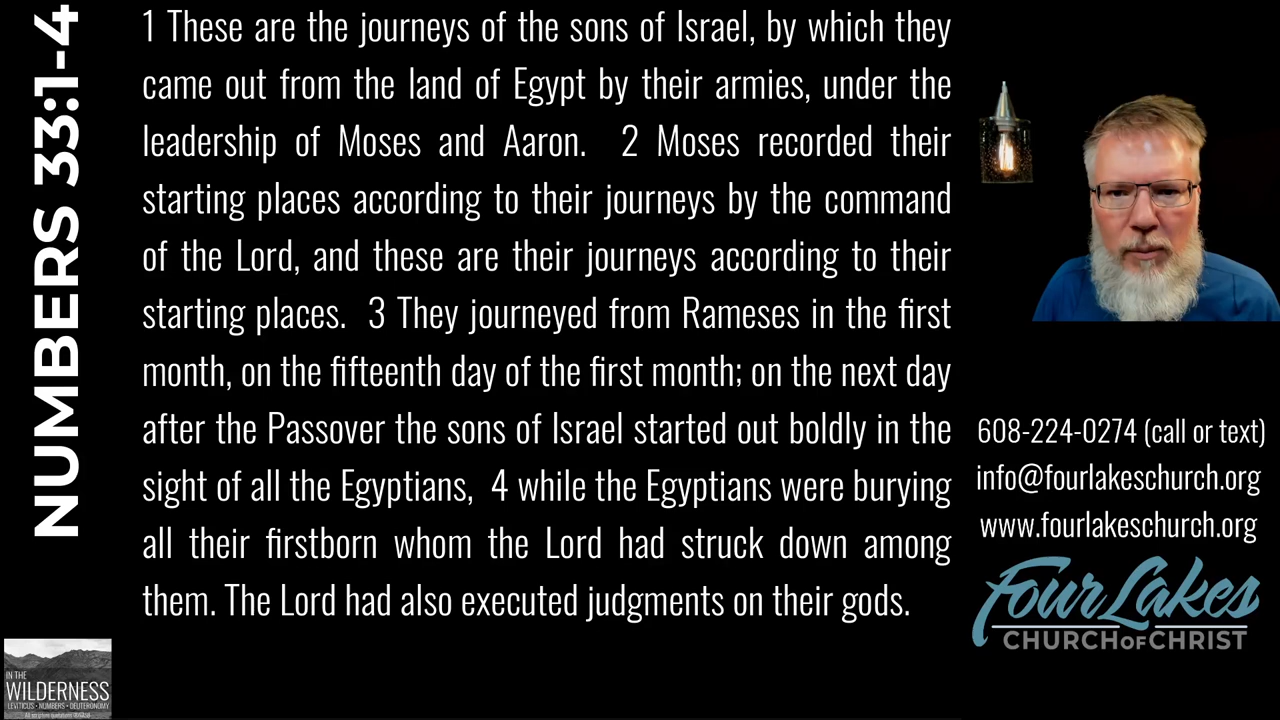 NUMBERS 33:1-4
1 These are the journeys of the sons of Israel, by which they
came out from the land of Egypt by their armies, under the
leadership of Moses and Aaron. 2 Moses recorded their
starting places according to their journeys by the command
of the Lord, and these are their journeys according to their
starting places. 3 They journeyed from Rameses in the first
month, on the fifteenth day of the first month; on the next day
after the Passover the sons of Israel started out boldly in the
sight of all the Egyptians, 4 while the Egyptians were burying
all their firstborn whom the Lord had struck down among
them. The Lord had also executed judgments on their gods.
608-224-0274 (call or text)
info@fourlakeschurch.org
www.fourlakeschurch.org
Four Lakes
CHURCH OF CHRIST
IN THE
WILDERNESS
LEVITICUS • NUMBERS • DEUTERONOMY